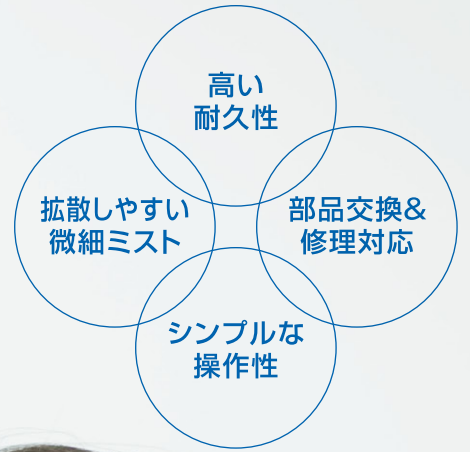 高い
耐久性
拡散しやすい
微細ミスト
部品交換&
修理対応
シンプルな
操作性